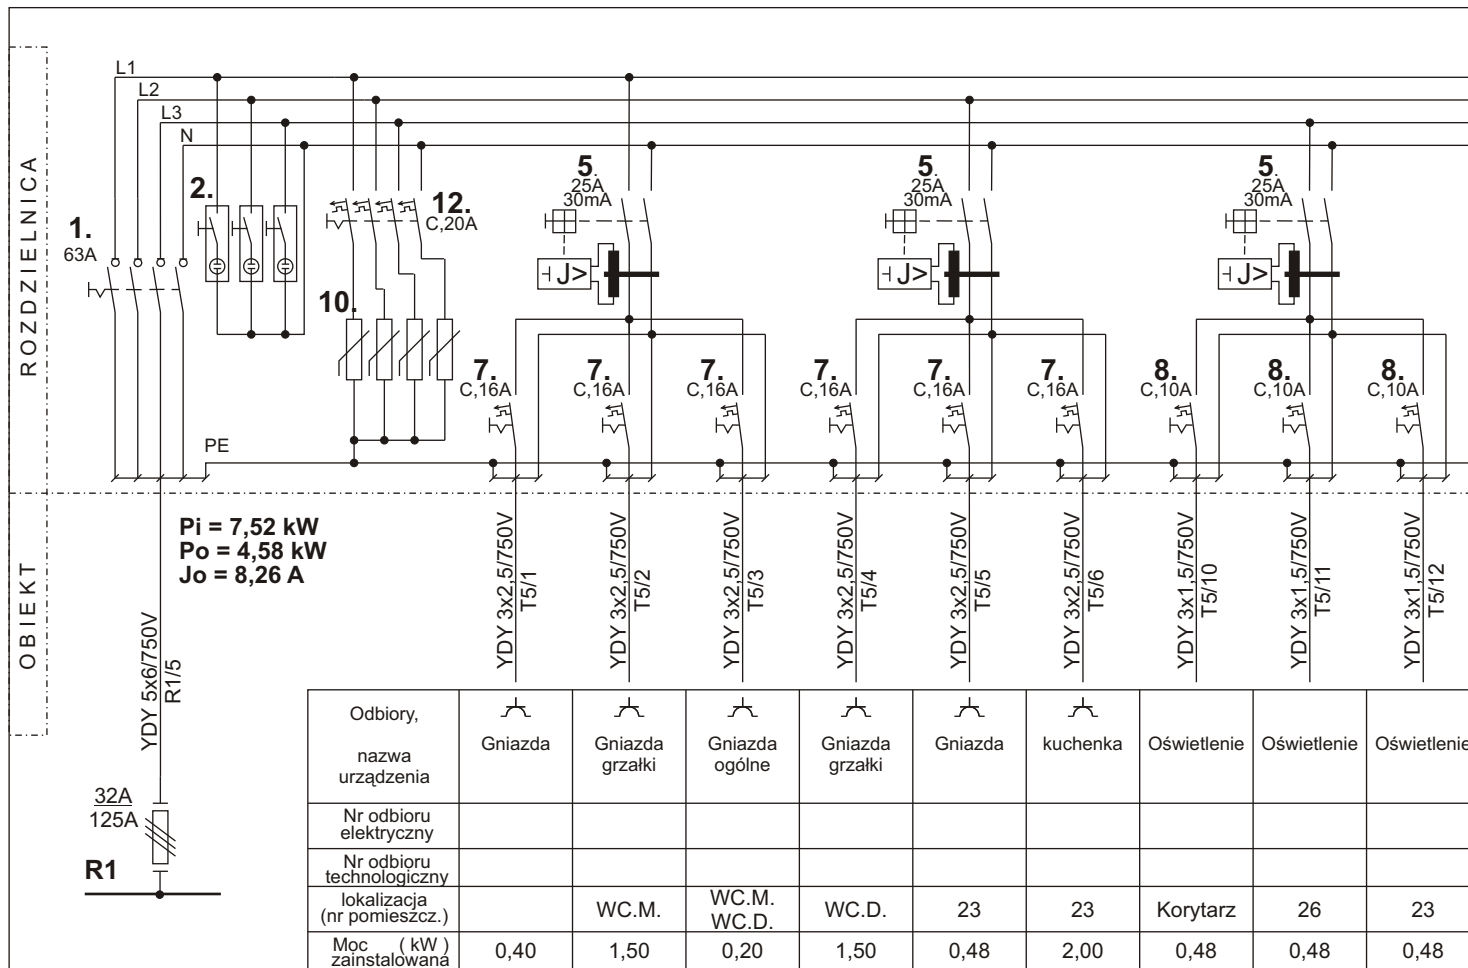 ROZDZIELNICA
OBIEKT
L1
L2
L3
N
1.
63A
2.
12.
C,20A
10.
PE
5.
25A
30mA
J>
5.
25A
30mA
J>
5.
25A
30mA
J>
7.
C,16A
7.
C,16A
7.
C,16A
7.
C,16A
7.
C,16A
7.
C,16A
8.
C,10A
8.
C,10A
8.
C,10A
Pi = 7,52 kW
Po = 4,58 kW
Jo = 8,26 A
YDY 5x6/750V
R1/5
32A
125A
R1
YDY 3x2,5/750V
T5/1
YDY 3x2,5/750V
T5/2
YDY 3x2,5/750V
T5/3
YDY 3x2,5/750V
T5/4
YDY 3x2,5/750V
T5/5
YDY 3x2,5/750V
T5/6
YDY 3x1,5/750V
T5/10
YDY 3x1,5/750V
T5/11
YDY 3x1,5/750V
T5/12
Odbiory,
nazwa
urządzenia
Gniazda
Gniazda
grzałki
Gniazda
ogólne
Gniazda
grzałki
Gniazda
kuchenka
Oświetlenie
Oświetlenie
Oświetlenie
Nr odbioru
elektryczny
Nr odbioru
technologiczny
lokalizacja
(nr pomieszcz.)
WC.M.
WC.M.
WC.D.
WC.D.
23
23
Korytarz
26
23
Moc ( kW )
zainstalowana
0,40
1,50
0,20
1,50
0,48
2,00
0,48
0,48
0,48